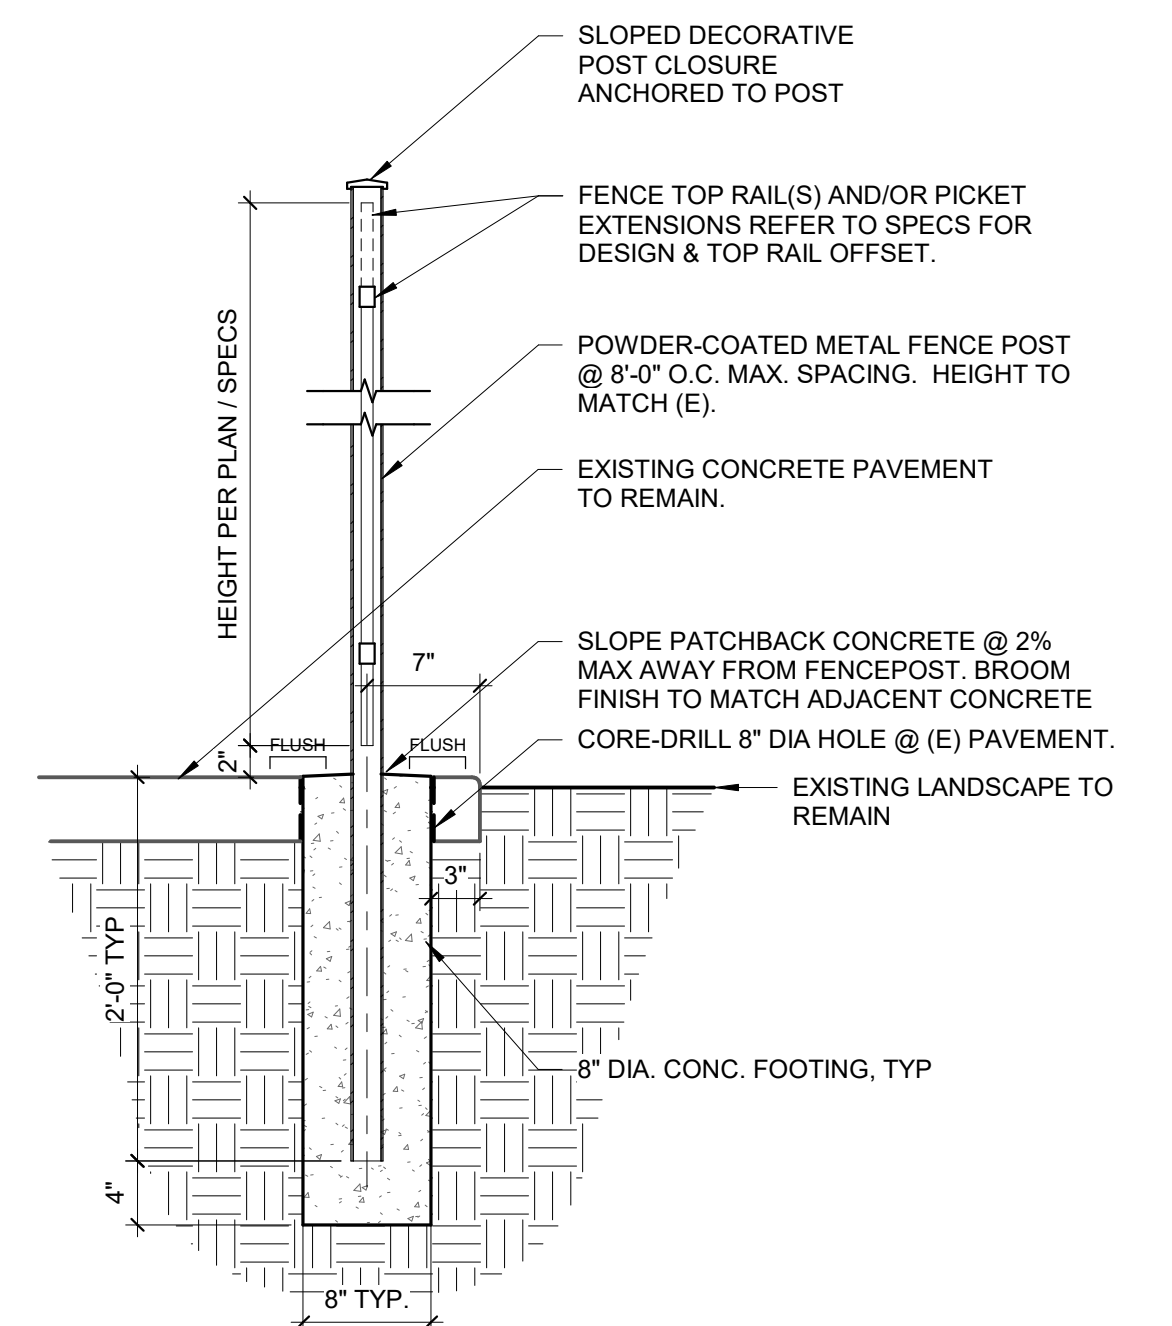 SLOPED DECORATIVE
POST CLOSURE
ANCHORED TO POST
FENCE TOP RAIL(S) AND/OR PICKET
EXTENSIONS REFER TO SPECS FOR
DESIGN & TOP RAIL OFFSET.
HEIGHT PER PLAN / SPECS
POWDER-COATED METAL FENCE POST
@ 8'-0" O.C. MAX. SPACING.  HEIGHT TO
MATCH (E).
EXISTING CONCRETE PAVEMENT
TO REMAIN.
SLOPE PATCHBACK CONCRETE @ 2%
MAX AWAY FROM FENCEPOST. BROOM
FINISH TO MATCH ADJACENT CONCRETE
7"
CORE-DRILL 8" DIA HOLE @ (E) PAVEMENT.
FLUSH
FLUSH
2"
EXISTING LANDSCAPE TO
REMAIN
3"
2'-0" TYP
8" DIA. CONC. FOOTING, TYP
4"
8" TYP.